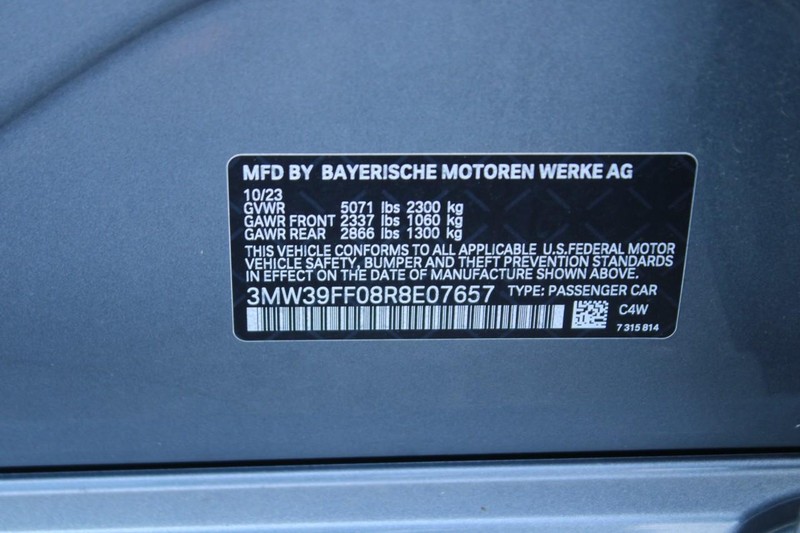 MFD BY BAYERISCHE MOTOREN WERKE AG
10/23
GVWR 5071 lbs 2300 kg
GAWR FRONT 2337 lbs 1060 kg
GAWR REAR 2866 lbs 1300 kg
THIS VEHICLE CONFORMS TO ALL APPLICABLE U.S.FEDERAL MOTOR
VEHICLE SAFETY, BUMPER AND THEFT PREVENTION STANDARDS
IN EFFECT ON THE DATE OF MANUFACTURE SHOWN ABOVE.
3MW39FF08R8E07657 TYPE: PASSENGER CAR
C4W
7 315 814